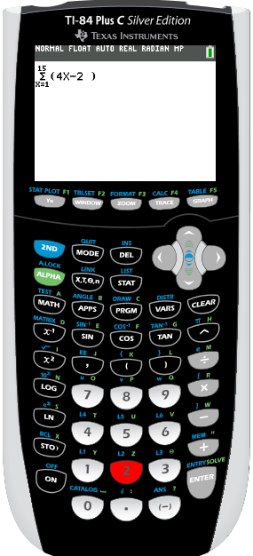 TI-84 Plus C Silver Edition
TEXAS INSTRUMENTS
NORMAL FLOAT AUTO REAL RADIAN MP
15
Σ(4X-2 )
X=1
STAT PLOT F1 TBLSET F2 FORMAT F3 CALC F4 TABLE F5
Y= WINDOW ZOOM TRACE GRAPH
QUIT INS
2ND MODE DEL
A-LOCK LINK LIST
ALPHA X,T,θ,n STAT
TEST A ANGLE B DRAW C DISTR
MATH APPS PRGM VARS CLEAR
MATRIX D SIN⁻¹ E COS⁻¹ F TAN⁻¹ G π H
X⁻¹ SIN COS TAN ^
√ I EE J { K } L e M
X² , ( ) ÷
10ˣ N u O v P w Q [ R
LOG 7 8 9 ×
eˣ S L4 T L5 U L6 V ] W
LN 4 5 6 −
RCL X L1 Y L2 Z L3 θ MEM "
STO› 1 2 3 +
OFF CATALOG ⎵ i : ANS ? ENTRY SOLVE
ON 0 . (−) ENTER